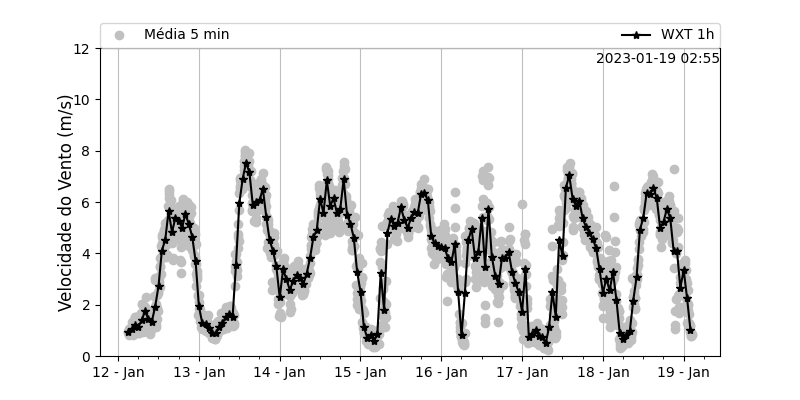 Média 5 min
WXT 1h
2023-01-19 02:55
Velocidade do Vento (m/s)
12
10
8
6
4
2
0
12 - Jan 13 - Jan 14 - Jan 15 - Jan 16 - Jan 17 - Jan 18 - Jan 19 - Jan